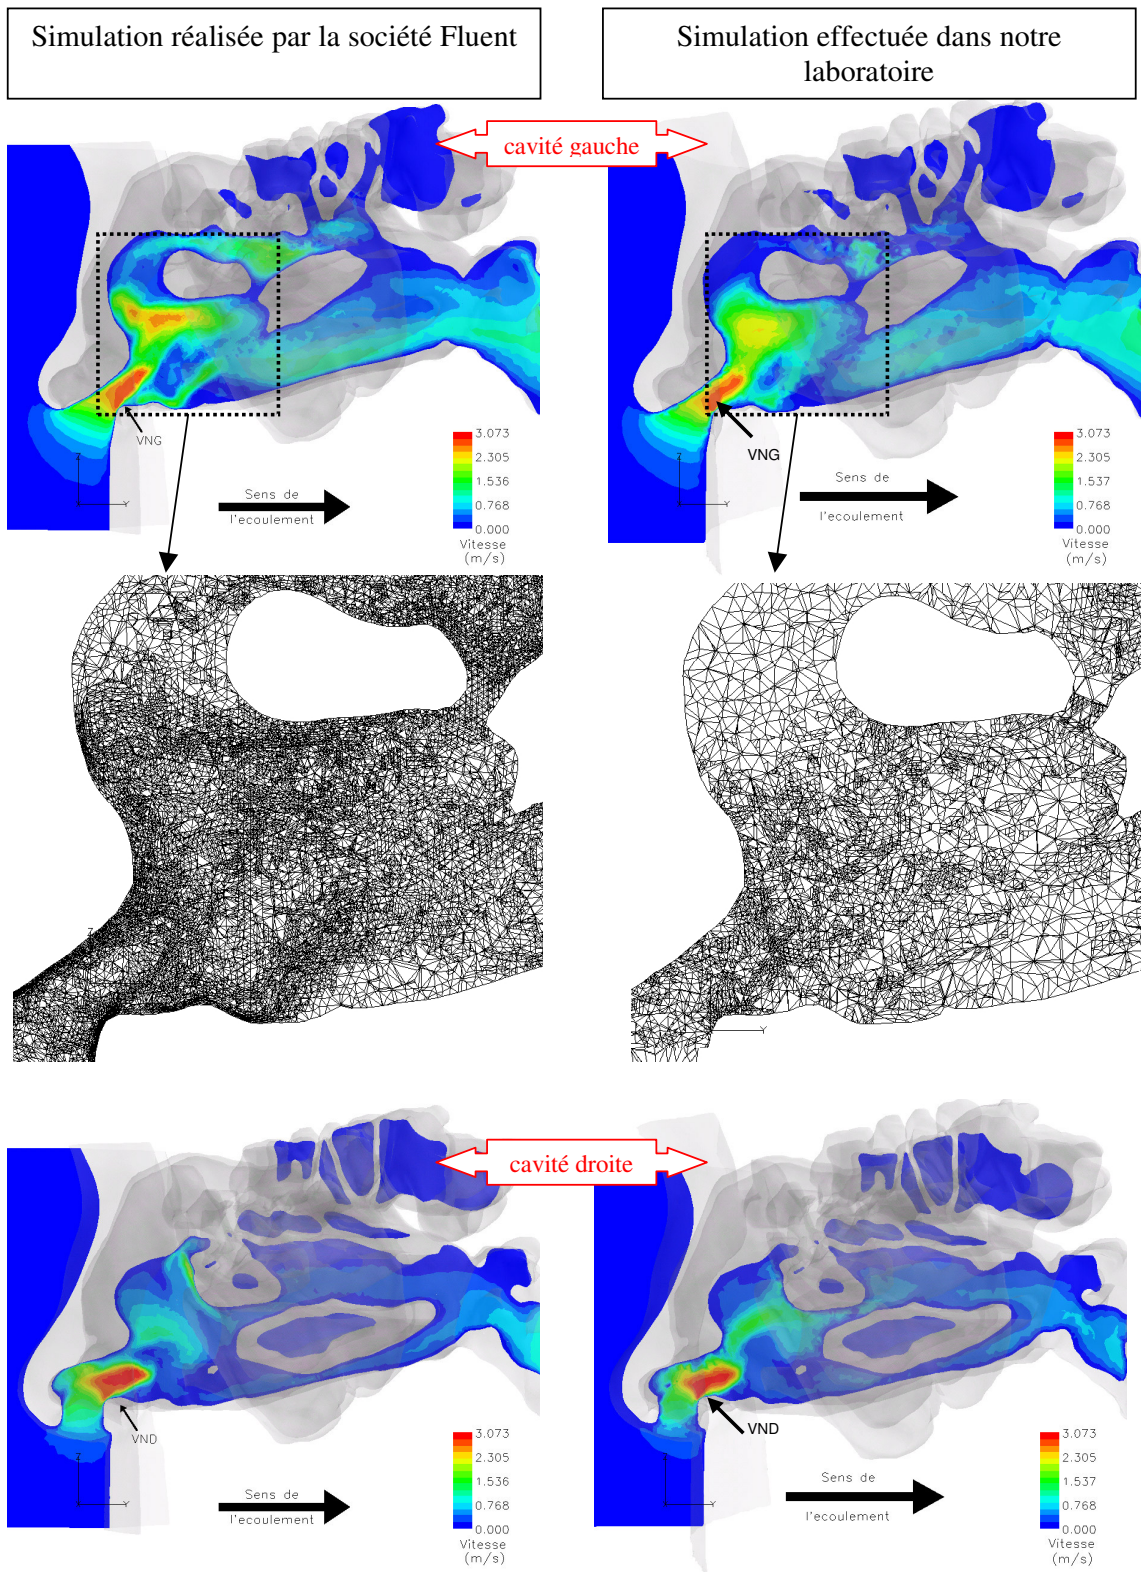 Simulation réalisée par la société Fluent
Simulation effectuée dans notre
laboratoire
cavité gauche
VNG
Z
Y
Sens de
l'ecoulement
3.073
2.305
1.536
0.768
0.000
Vitesse
(m/s)
VNG
Z
Y
Sens de
l'ecoulement
3.073
2.305
1.537
0.768
0.000
Vitesse
(m/s)
Z
Y
cavité droite
VND
Z
Y
Sens de
l'ecoulement
3.073
2.305
1.536
0.768
0.000
Vitesse
(m/s)
VND
Z
Y
Sens de
l'ecoulement
3.073
2.305
1.537
0.768
0.000
Vitesse
(m/s)